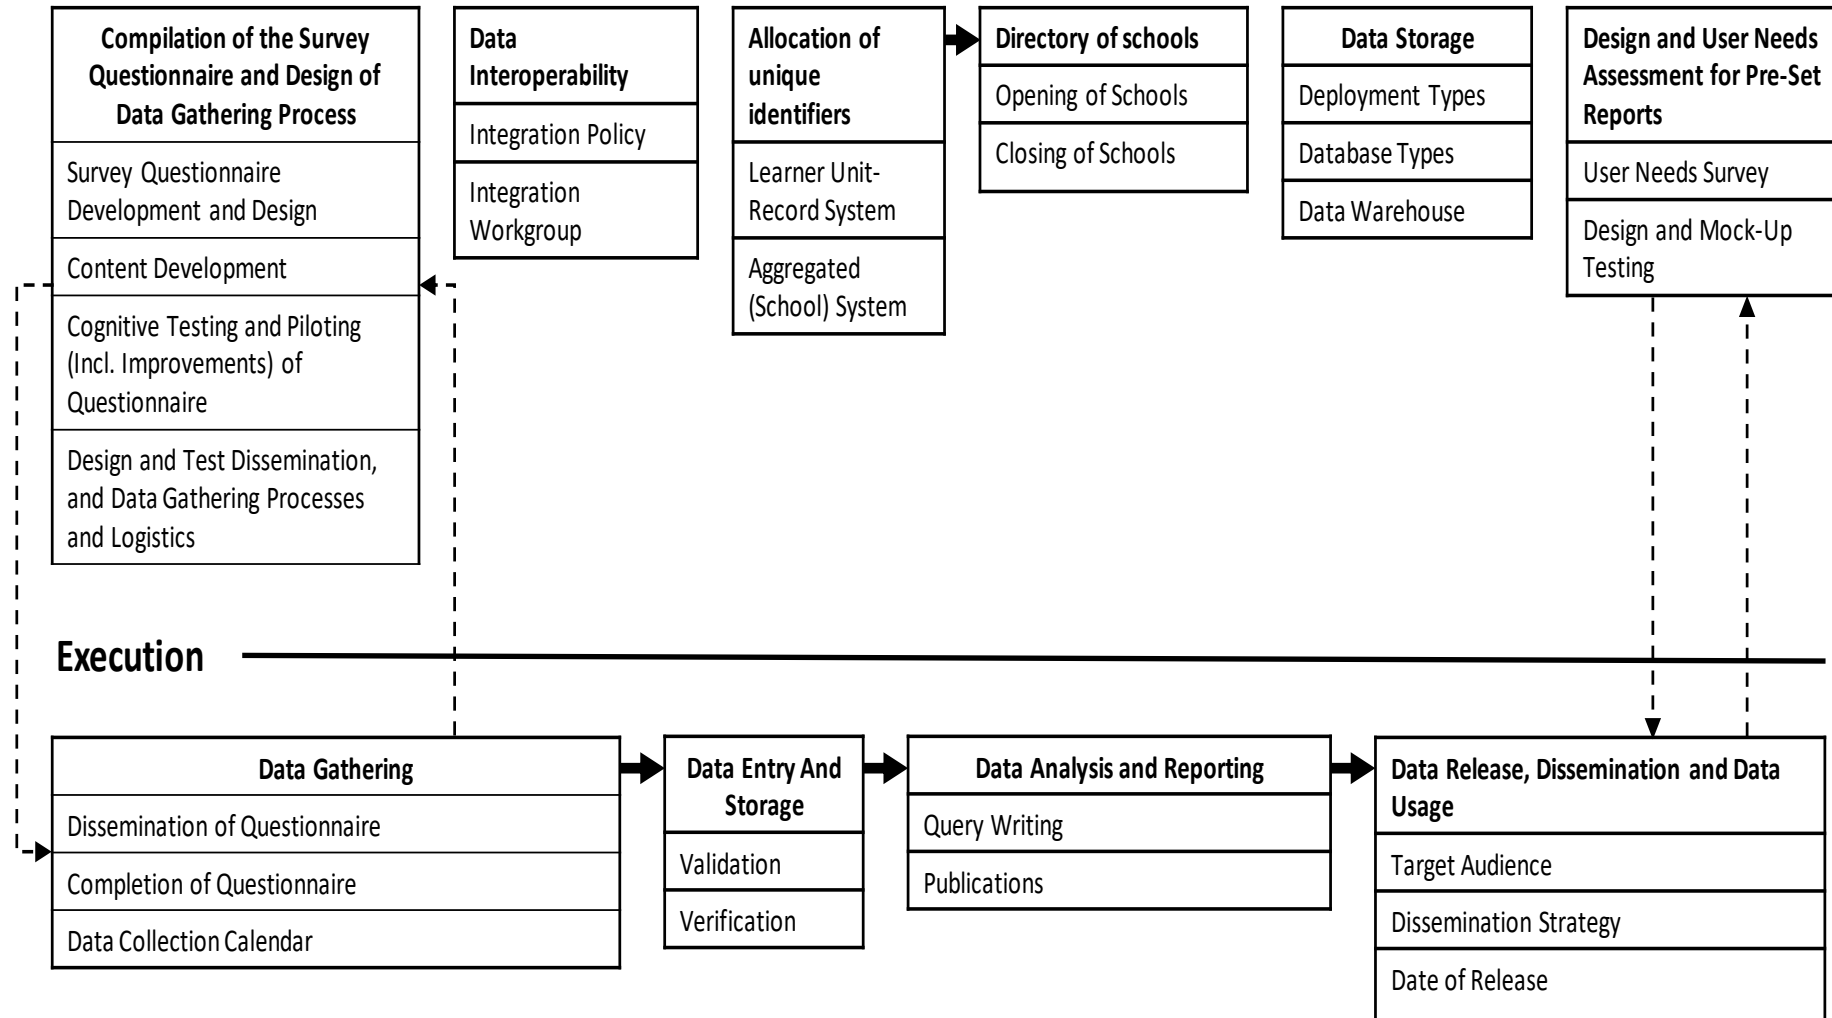 Compilation of the Survey
Questionnaire and Design of
Data Gathering Process
Survey Questionnaire
Development and Design
Content Development
Cognitive Testing and Piloting
(Incl. Improvements) of
Questionnaire
Design and Test Dissemination,
and Data Gathering Processes
and Logistics
Data
Interoperability
Integration Policy
Integration
Workgroup
Allocation of
unique
identifiers
Learner Unit-
Record System
Aggregated
(School) System
Directory of schools
Opening of Schools
Closing of Schools
Data Storage
Deployment Types
Database Types
Data Warehouse
Design and User Needs
Assessment for Pre-Set
Reports
User Needs Survey
Design and Mock-Up
Testing
Execution
Data Gathering
Dissemination of Questionnaire
Completion of Questionnaire
Data Collection Calendar
Data Entry And
Storage
Validation
Verification
Data Analysis and Reporting
Query Writing
Publications
Data Release, Dissemination and Data
Usage
Target Audience
Dissemination Strategy
Date of Release